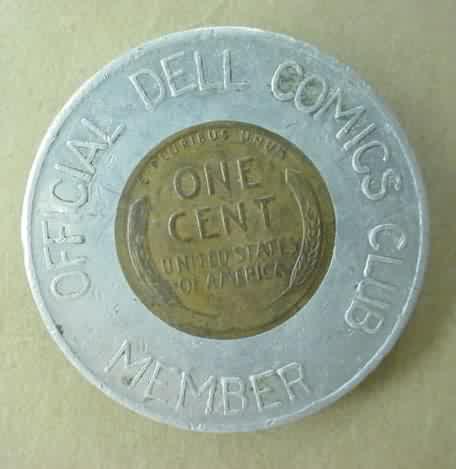 OFFICIAL DELL COMICS CLUB
MEMBER
E PLURIBUS UNUM
ONE
CENT
UNITED STATES
OF AMERICA